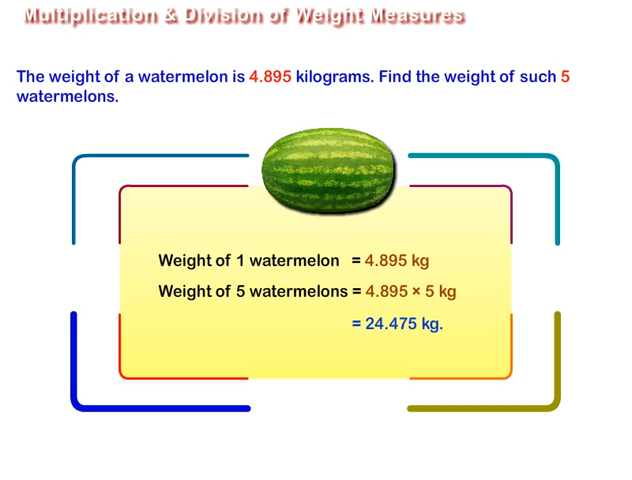 Multiplication & Division of Weight Measures
The weight of a watermelon is 4.895 kilograms. Find the weight of such 5
watermelons.
Weight of 1 watermelon = 4.895 kg
Weight of 5 watermelons = 4.895 × 5 kg
= 24.475 kg.